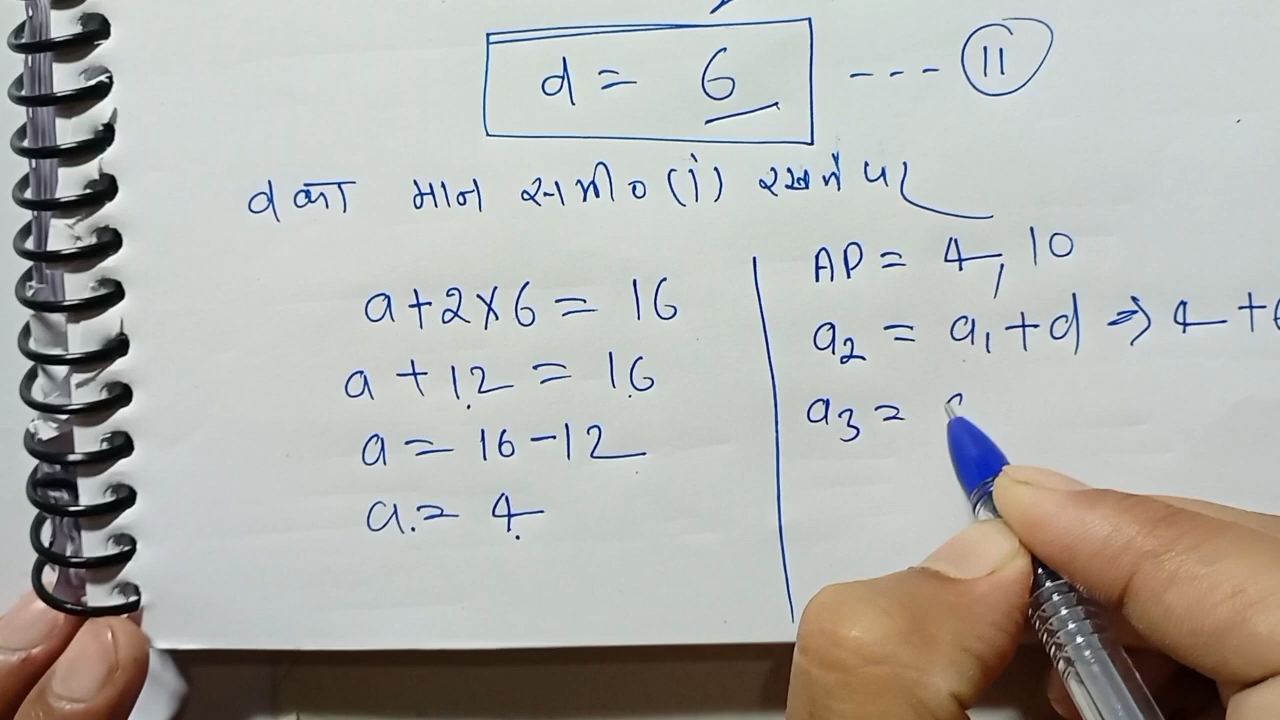 d = 6 ---- (11)
d का मान समी० (i) रखने पर
a+2×6 = 16
a + 12 = 16
a = 16-12
a = 4
AP = 4, 10
a₂ = a₁+d ⇒ 4 +
a₃ =